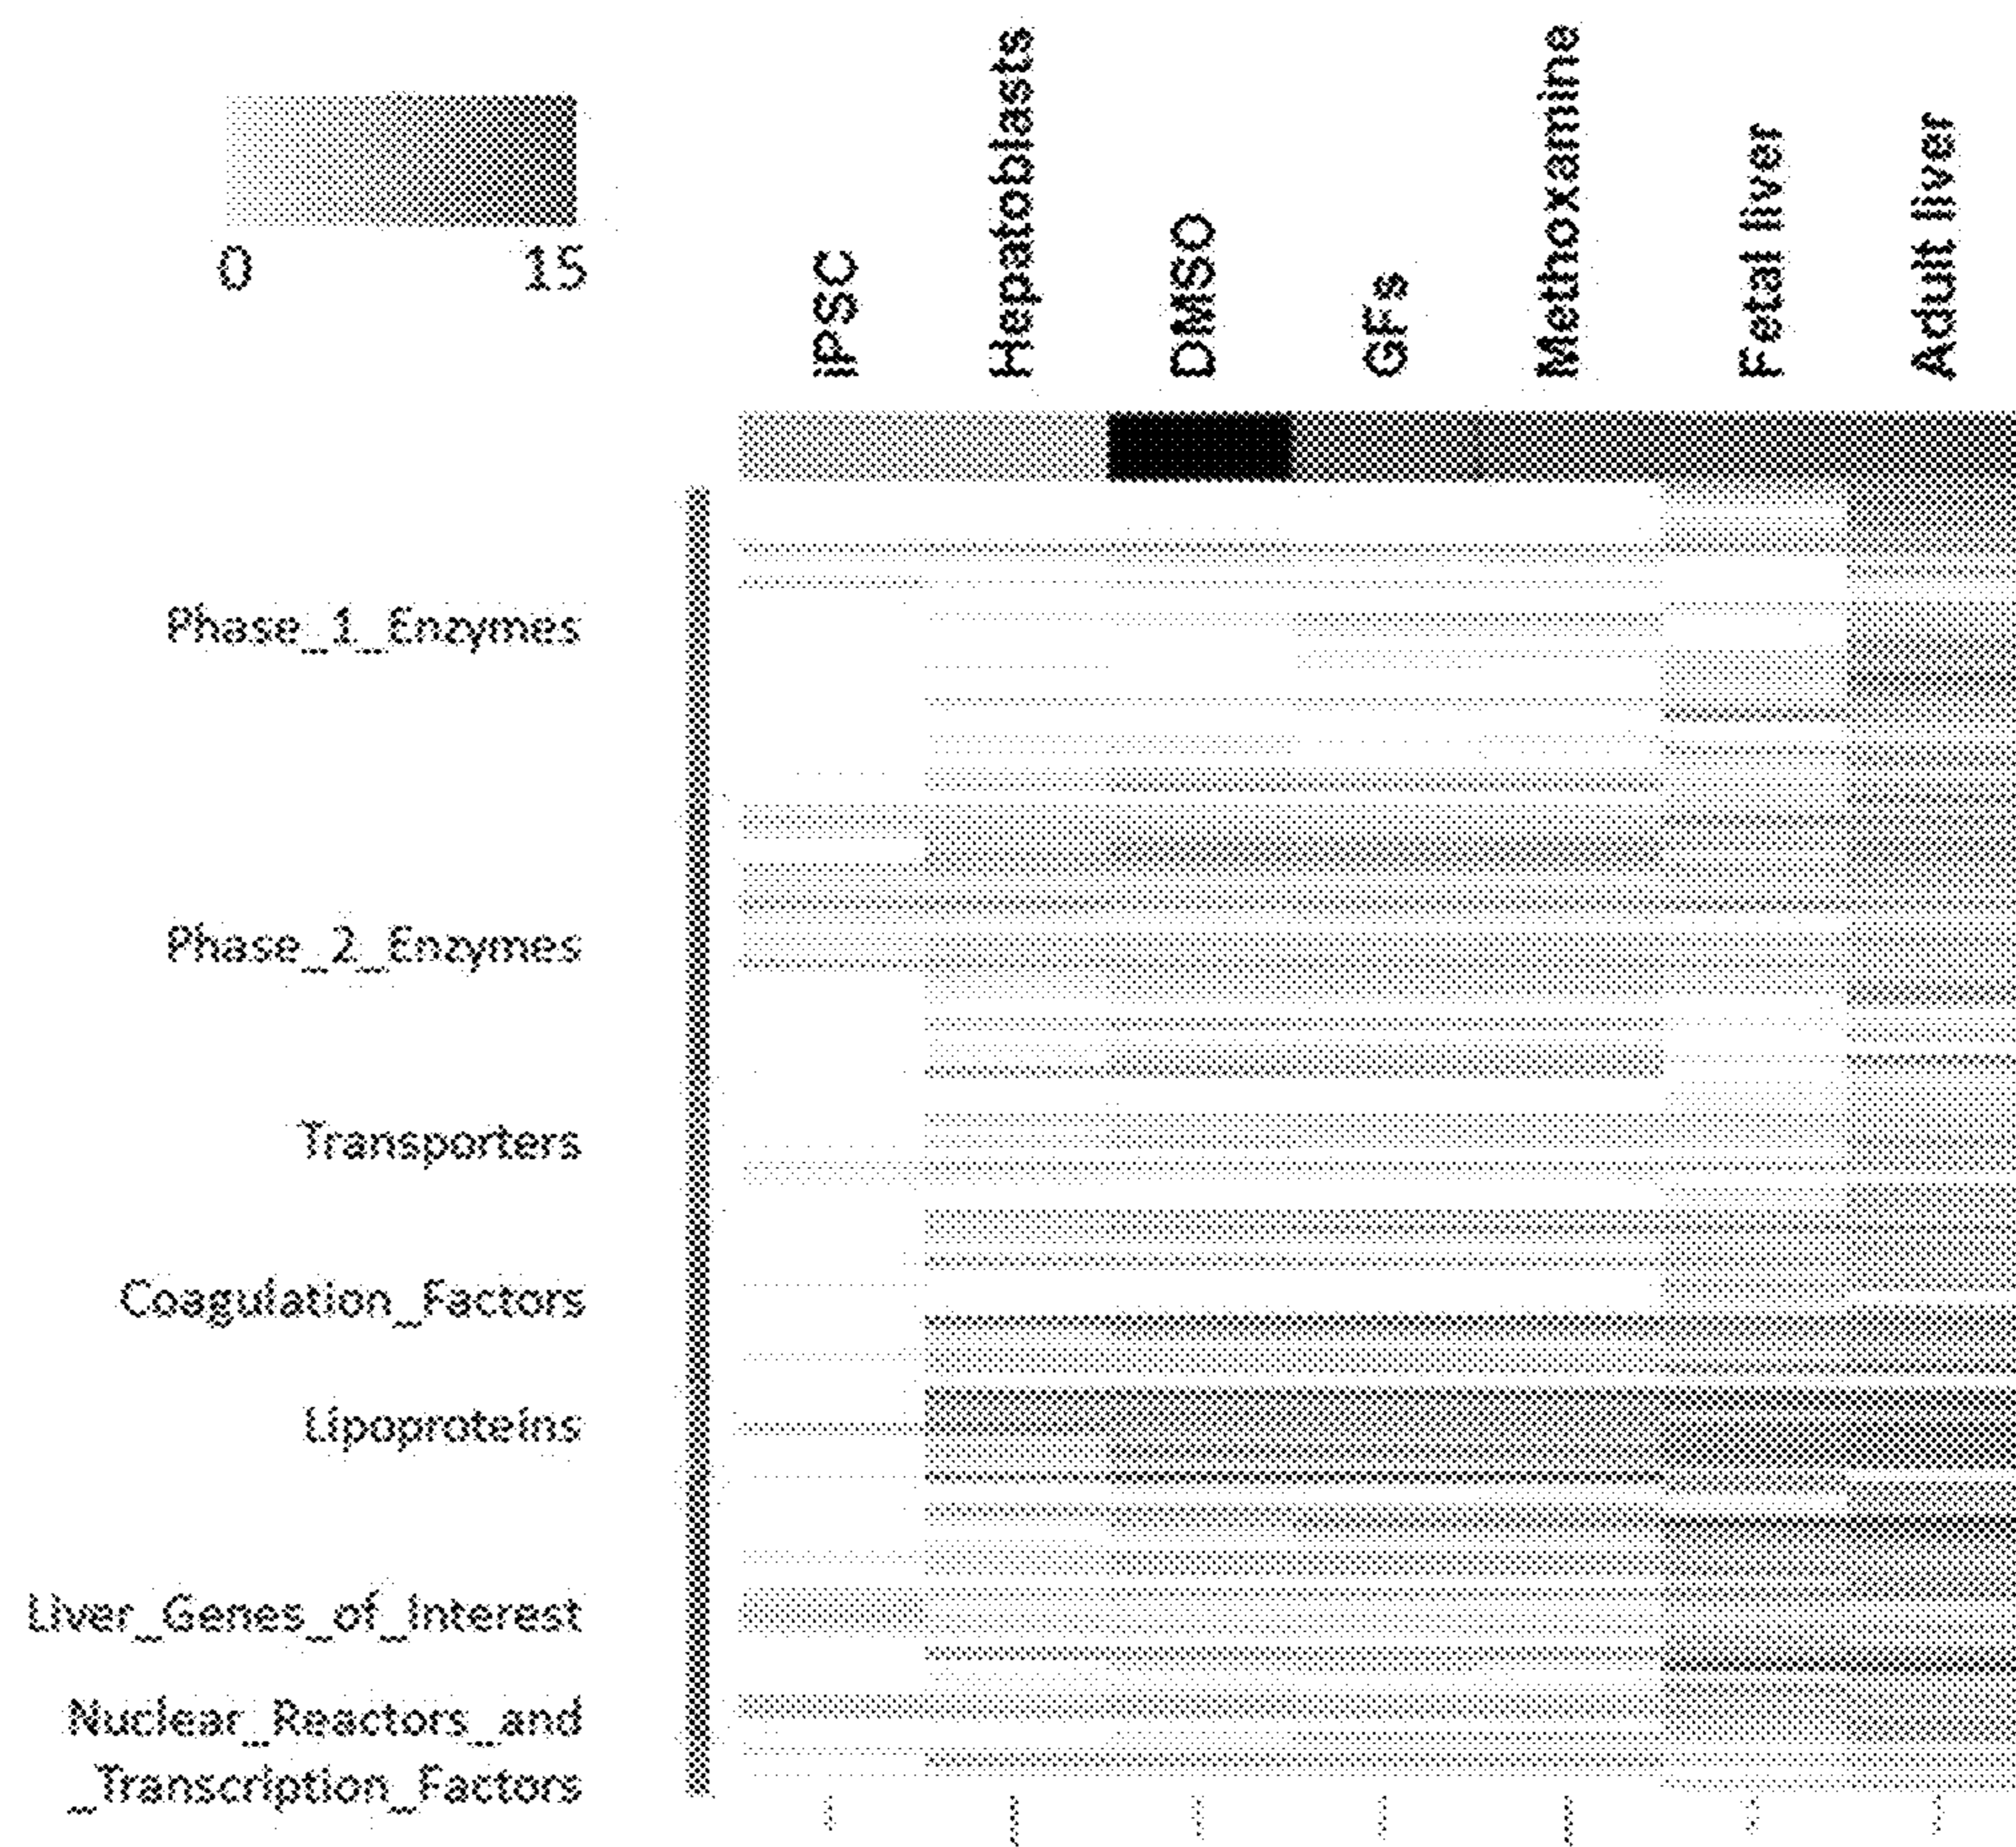 0 15
iPSC
Hepatoblasts
DMSO
GFs
Methoxamine
Fetal liver
Adult liver
Phase_1_Enzymes
Phase_2_Enzymes
Transporters
Coagulation_Factors
Lipoproteins
Liver_Genes_of_Interest
Nuclear_Reactors_and
_Transcription_Factors